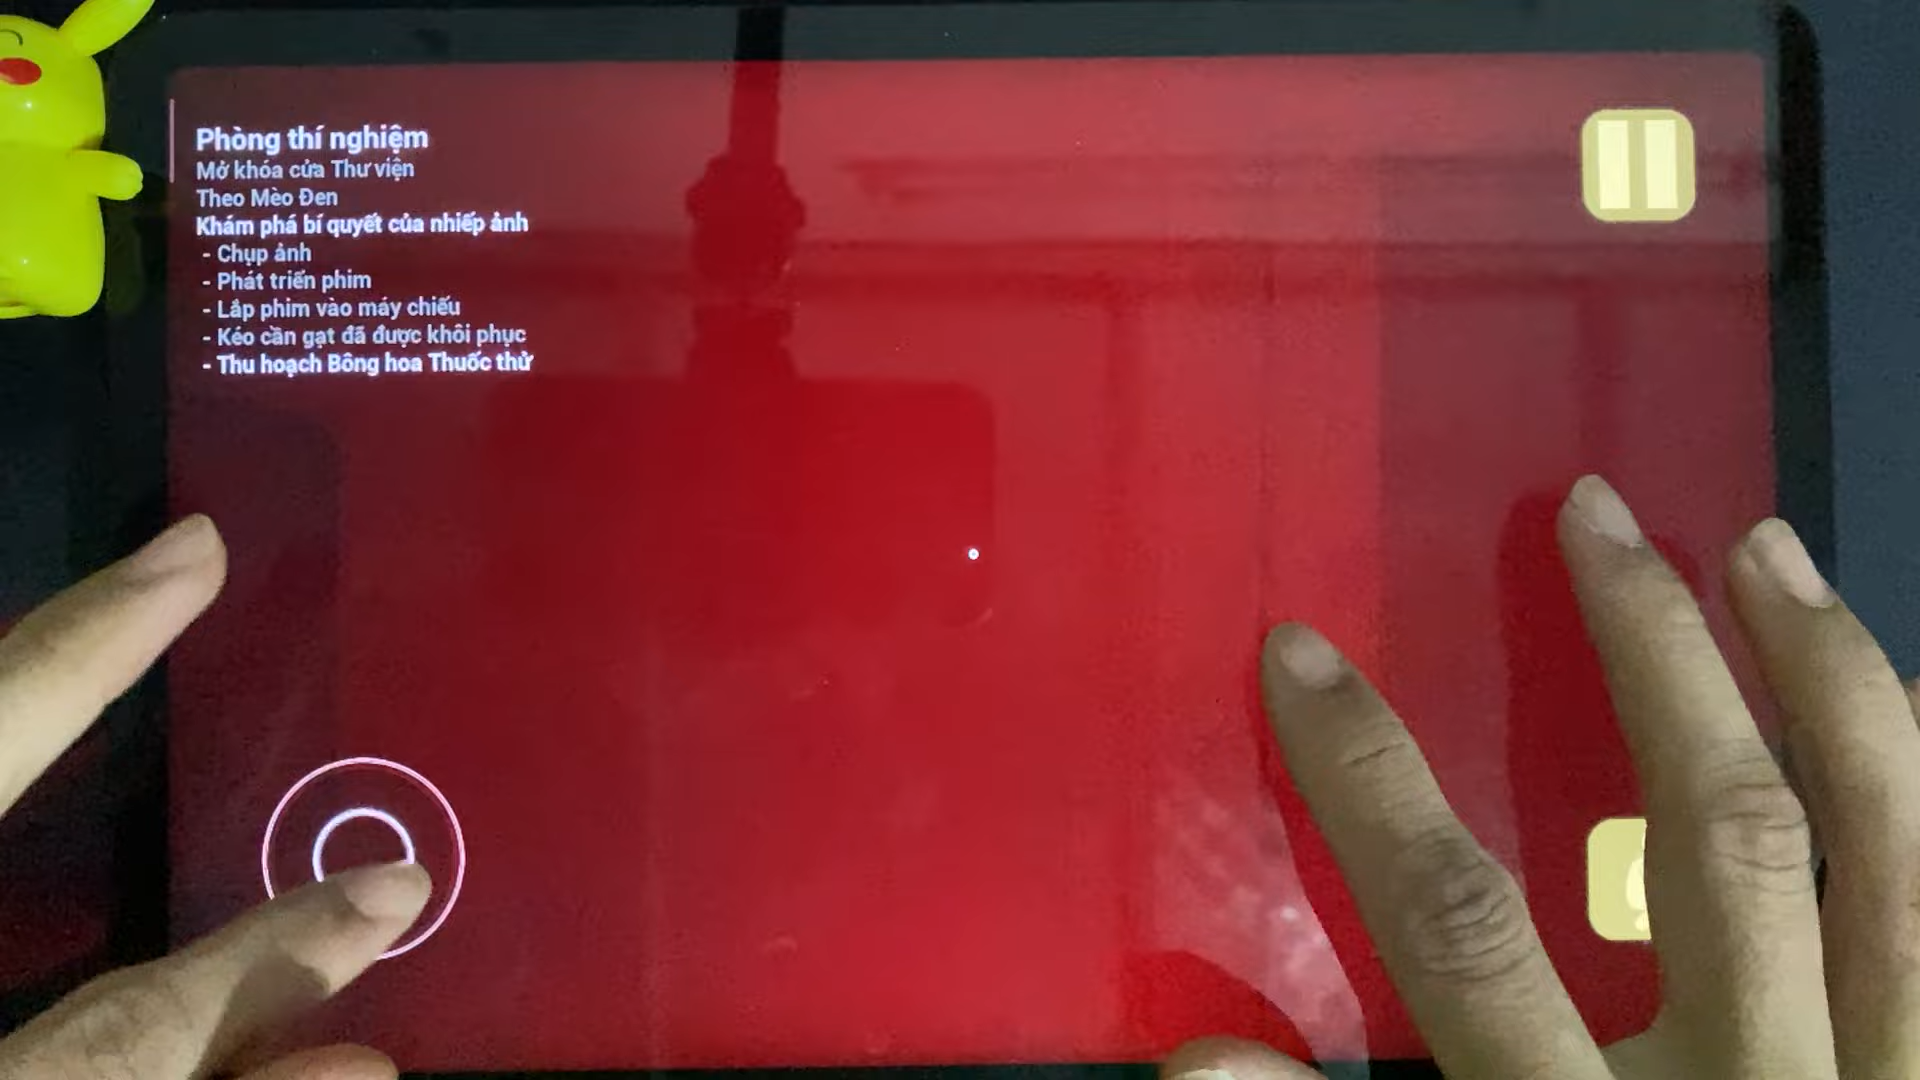 Phòng thí nghiệm
Mở khóa cửa Thư viện
Theo Mèo Đen
Khám phá bí quyết của nhiếp ảnh
- Chụp ảnh
- Phát triển phim
- Lắp phim vào máy chiếu
- Kéo cần gạt đã được khôi phục
- Thu hoạch Bông hoa Thuốc thử